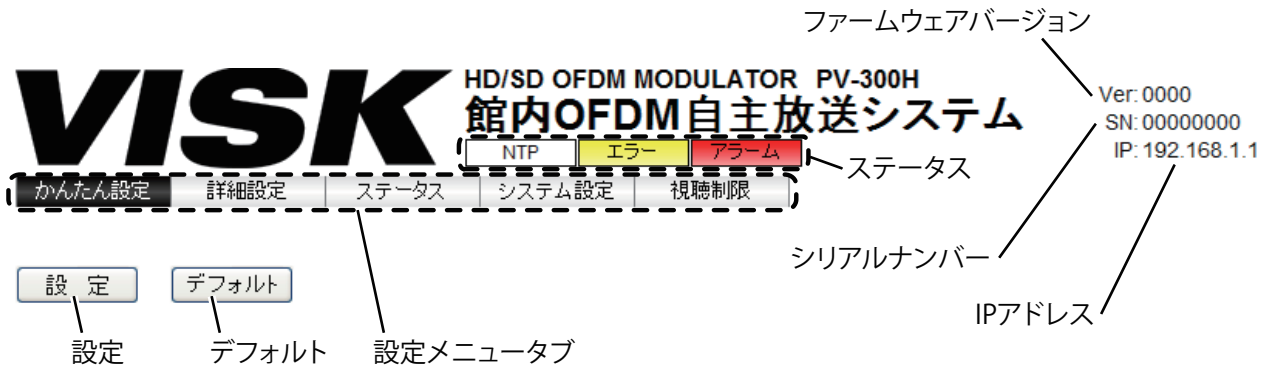 ファームウェアバージョン
VISK
HD/SD OFDM MODULATOR PV-300H
館内OFDM自主放送システム
Ver: 0000
SN: 00000000
IP: 192.168.1.1
NTP エラー アラーム
ステータス
かんたん設定 詳細設定 ステータス システム設定 視聴制限
シリアルナンバー
設 定 デフォルト
IPアドレス
設定 デフォルト 設定メニュータブ